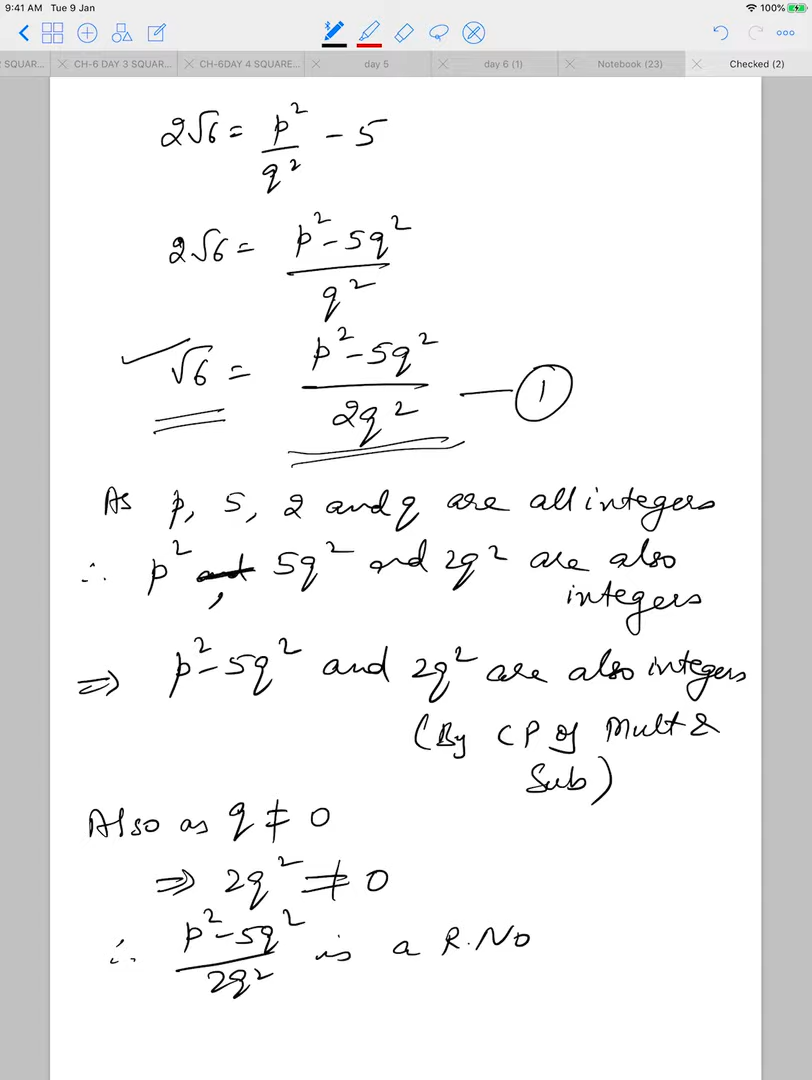 9:41 AM Tue 9 Jan
100%
SQUAR... CH-6 DAY 3 SQUAR... CH-6DAY 4 SQUARE... day 5 day 6 (1) Notebook (23) Checked (2)
2√6 = p²/q² - 5
2√6 = (p²-5q²)/q²
√6 = (p²-5q²)/2q² — ①
As p, 5, 2 and q are all integers
∴ p², 5q² and 2q² are also
integers
⇒ p²-5q² and 2q² are also integers
(By CP of Mult &
Sub)
Also as q ≠ 0
⇒ 2q² ≠ 0
∴ (p²-5q²)/2q² is a R.No